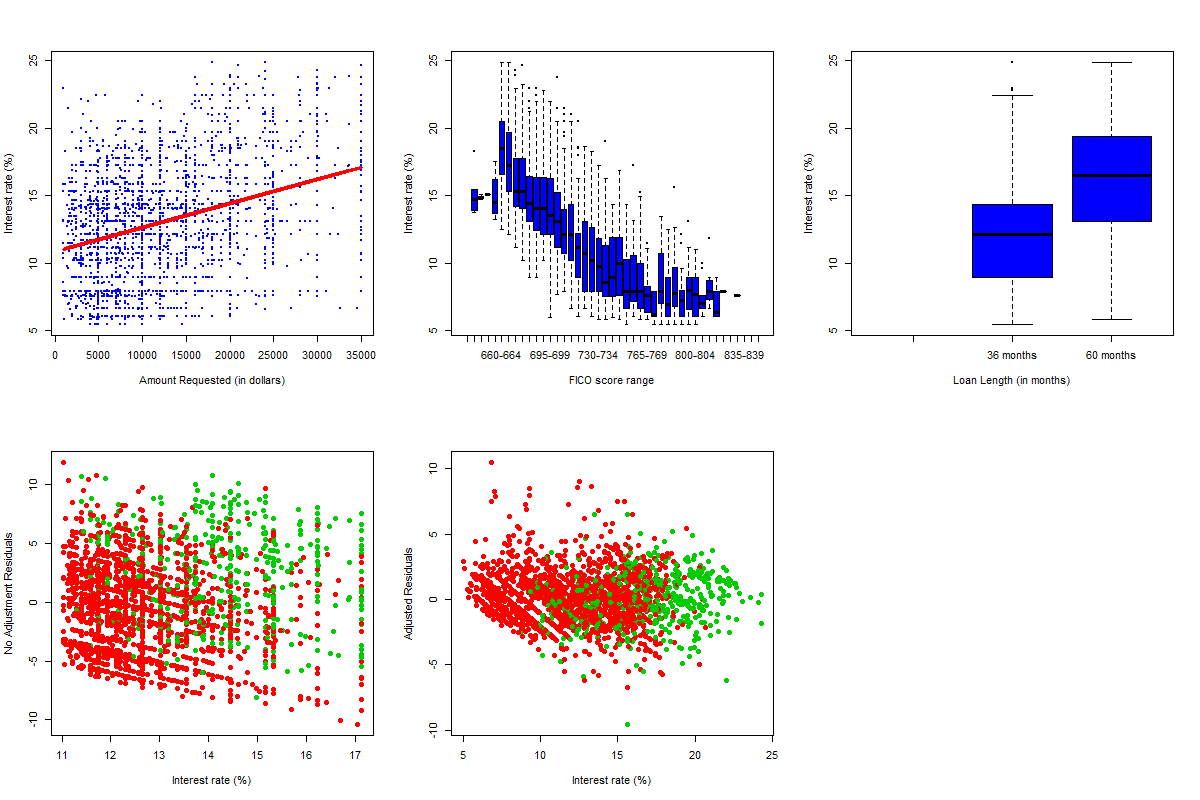 Interest rate (%)
25
20
15
10
5
0 5000 10000 15000 20000 25000 30000 35000
Amount Requested (in dollars)
Interest rate (%)
25
20
15
10
5
660-664 695-699 730-734 765-769 800-804 835-839
FICO score range
Interest rate (%)
25
20
15
10
5
36 months 60 months
Loan Length (in months)
No Adjustment Residuals
10
5
0
-5
-10
11 12 13 14 15 16 17
Interest rate (%)
Adjusted Residuals
10
5
0
-5
-10
5 10 15 20 25
Interest rate (%)